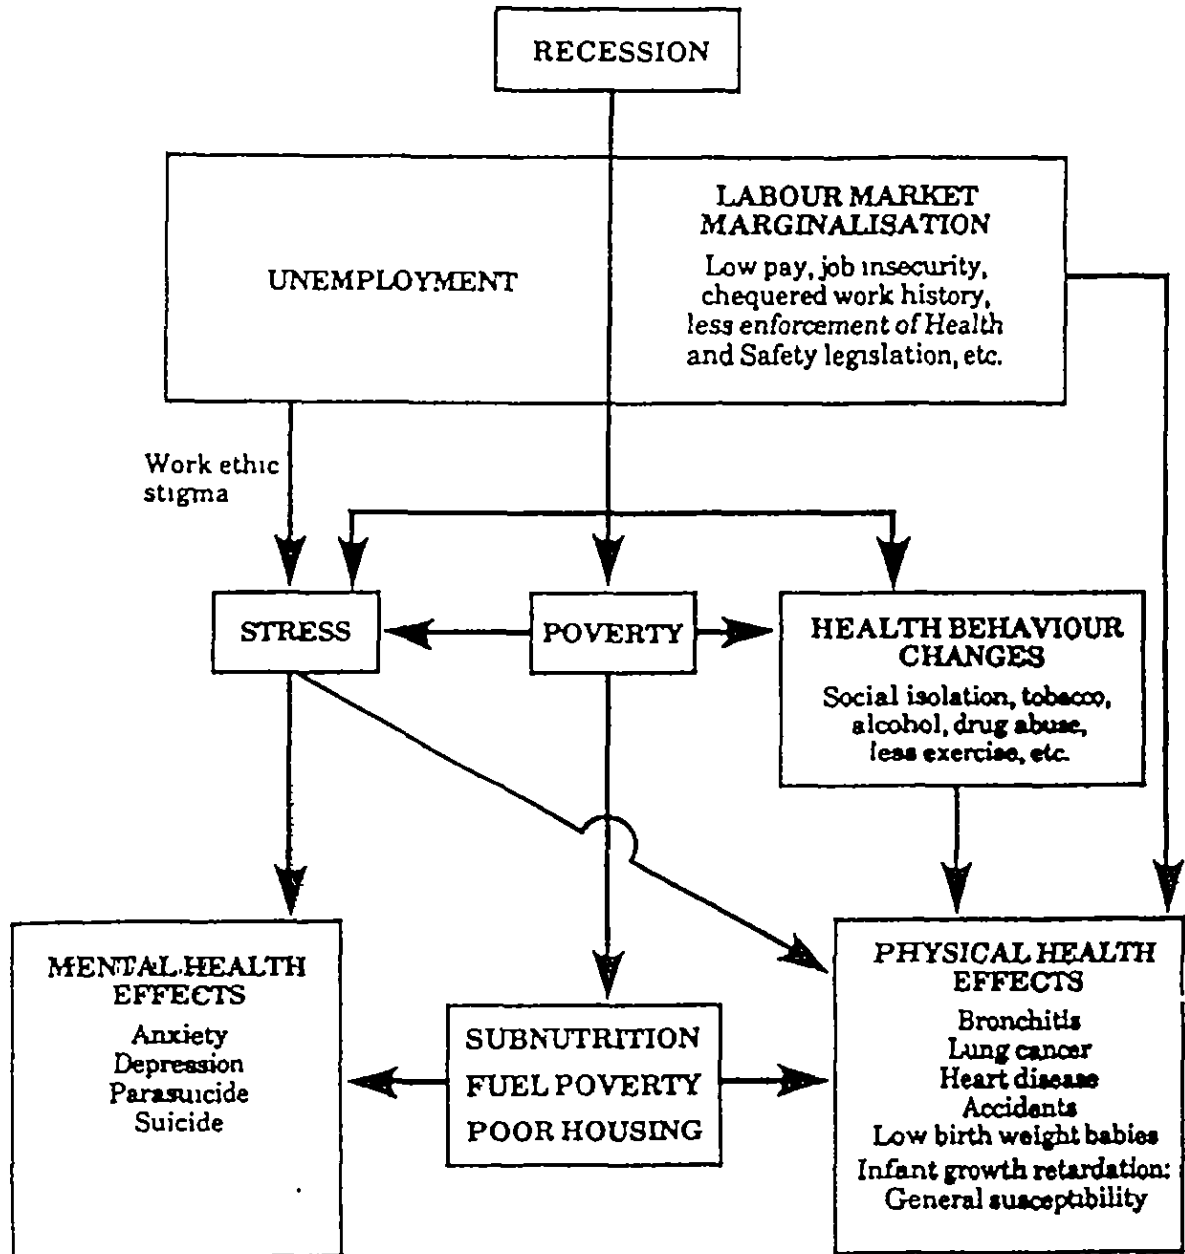 RECESSION
UNEMPLOYMENT
LABOUR MARKET
MARGINALISATION
Low pay, job insecurity,
chequered work history,
less enforcement of Health
and Safety legislation, etc.
Work ethic
stigma
STRESS
POVERTY
HEALTH BEHAVIOUR
CHANGES
Social isolation, tobacco,
alcohol, drug abuse,
less exercise, etc.
MENTAL HEALTH
EFFECTS
Anxiety
Depression
Parasuicide
Suicide
SUBNUTRITION
FUEL POVERTY
POOR HOUSING
PHYSICAL HEALTH
EFFECTS
Bronchitis
Lung cancer
Heart disease
Accidents
Low birth weight babies
Infant growth retardation:
General susceptibility